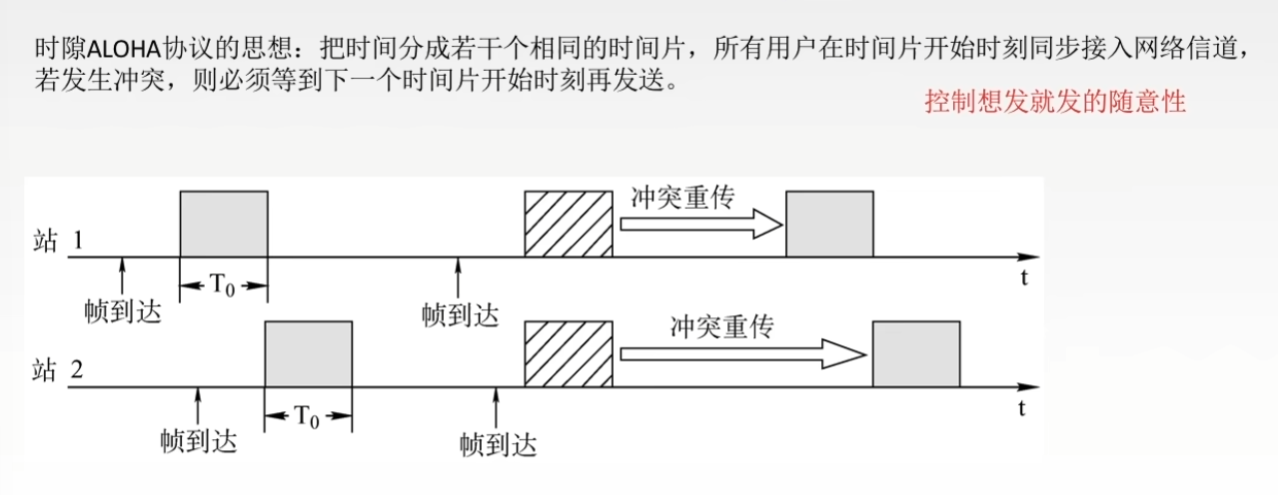 时隙ALOHA协议的思想：把时间分成若干个相同的时间片，所有用户在时间片开始时刻同步接入网络信道，
若发生冲突，则必须等到下一个时间片开始时刻再发送。
控制想发就发的随意性
冲突重传
站 1
T0
t
帧到达
帧到达
冲突重传
站 2
T0
t
帧到达
帧到达